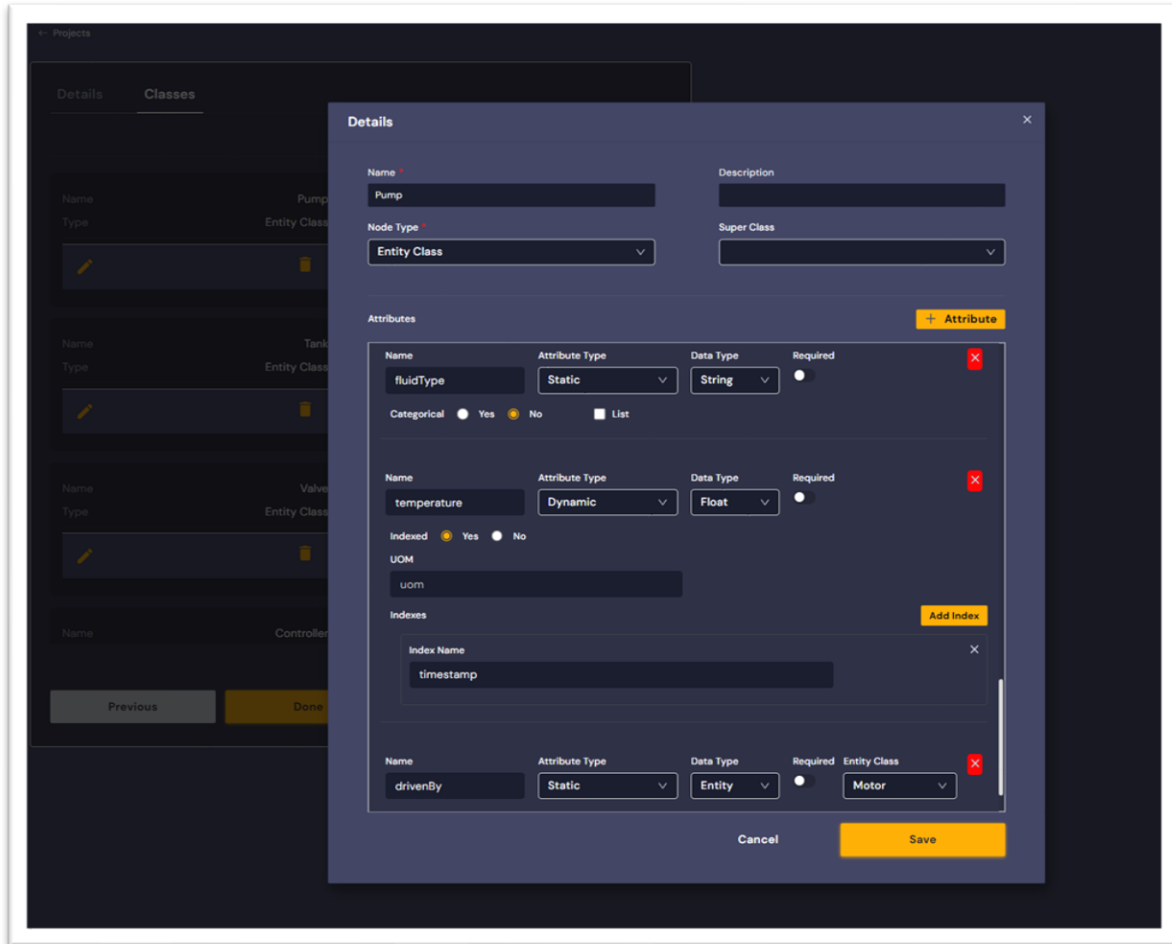 ← Projects
Details Classes
Name Pump
Type Entity Class
Name Tank
Type Entity Class
Name Valve
Type Entity Class
Name Controller
Previous Done
Details ×
Name * Description
Pump
Node Type * Super Class
Entity Class
Attributes + Attribute
Name Attribute Type Data Type Required
fluidType Static String
Categorical Yes No List
Name Attribute Type Data Type Required
temperature Dynamic Float
Indexed Yes No
UOM
uom
Indexes Add Index
Index Name
timestamp
Name Attribute Type Data Type Required Entity Class
drivenBy Static Entity Motor
Cancel Save